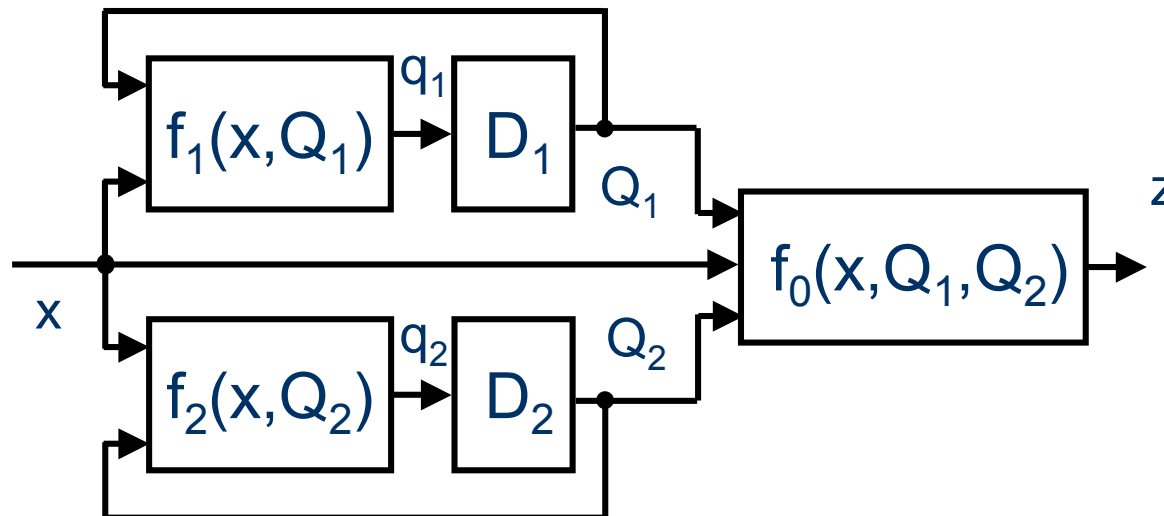 q₁
f₁(x,Q₁)
D₁
Q₁
z
f₀(x,Q₁,Q₂)
x
q₂
Q₂
f₂(x,Q₂)
D₂